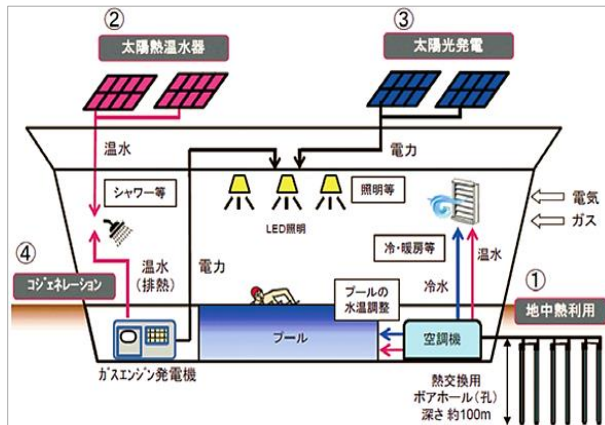 ②
太陽熱温水器
③
太陽光発電
温水
電力
シャワー等
照明等
LED照明
電気
ガス
④
コジェネレーション
温水
(排熱)
電力
冷・暖房等
温水
冷水
①
地中熱利用
プールの
水温調整
プール
空調機
ガスエンジン発電機
熱交換用
ボアホール(孔)
深さ 約100m